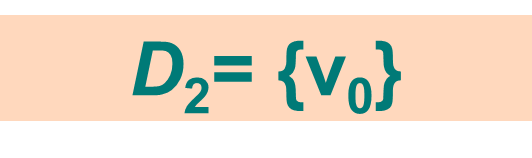 D₂= {v₀}